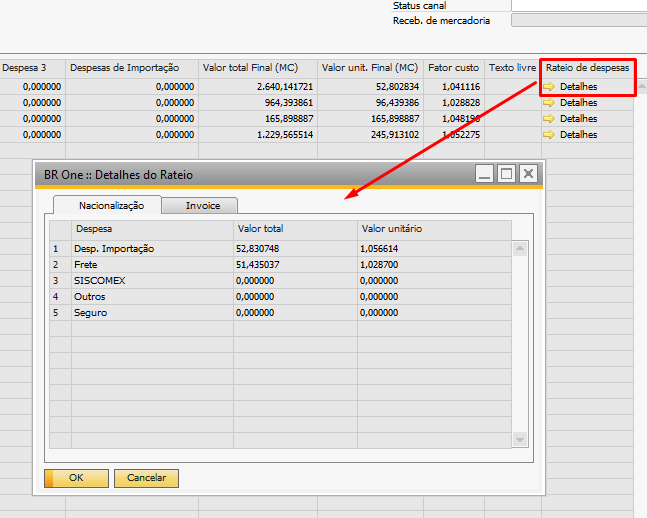 Status canal
Receb. de mercadoria
Despesa 3 Despesas de Importação Valor total Final (MC) Valor unit. Final (MC) Fator custo Texto livre Rateio de despesas
0,000000 0,000000 2.640,141721 52,802834 1,041116 Detalhes
0,000000 0,000000 964,393861 96,439386 1,028828 Detalhes
0,000000 0,000000 165,898887 165,898887 1,048196 Detalhes
0,000000 0,000000 1.229,565514 245,913102 1,052275 Detalhes
BR One :: Detalhes do Rateio
Nacionalização Invoice
Despesa Valor total Valor unitário
1 Desp. Importação 52,830748 1,056614
2 Frete 51,435037 1,028700
3 SISCOMEX 0,000000 0,000000
4 Outros 0,000000 0,000000
5 Seguro 0,000000 0,000000
OK Cancelar